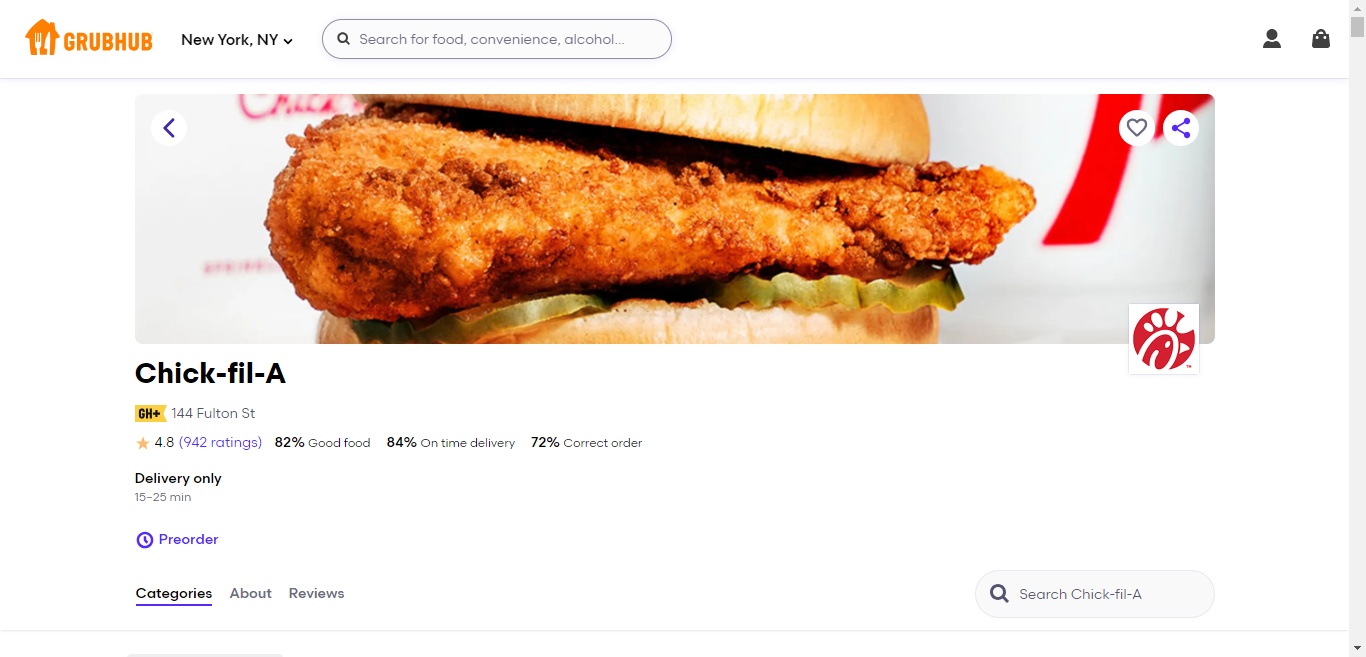 GRUBHUB
New York, NY
Search for food, convenience, alcohol...
Chick-fil-A
GH+ 144 Fulton St
4.8 (942 ratings) 82% Good food 84% On time delivery 72% Correct order
Delivery only
15–25 min
Preorder
Categories About Reviews
Search Chick-fil-A